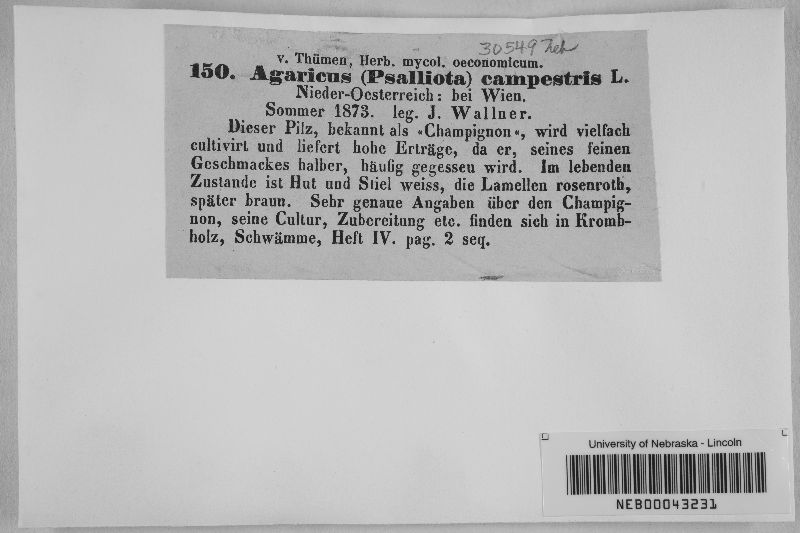 30549 Neb
v. Thümen, Herb. mycol. oeconomicum.
150. Agaricus (Psalliota) campestris L.
Nieder-Oesterreich: bei Wien.
Sommer 1873. leg. J. Wallner.
Dieser Pilz, bekannt als »Champignon«, wird vielfach
cultivirt und liefert hohe Erträge, da er, seines feinen
Geschmackes halber, häufig gegessen wird. Im lebenden
Zustande ist Hut und Stiel weiss, die Lamellen rosenroth,
später braun. Sehr genaue Angaben über den Champig-
non, seine Cultur, Zubereitung etc. finden sich in Kromb-
holz, Schwämme, Heft IV. pag. 2 seq.
University of Nebraska - Lincoln
NEB00043231